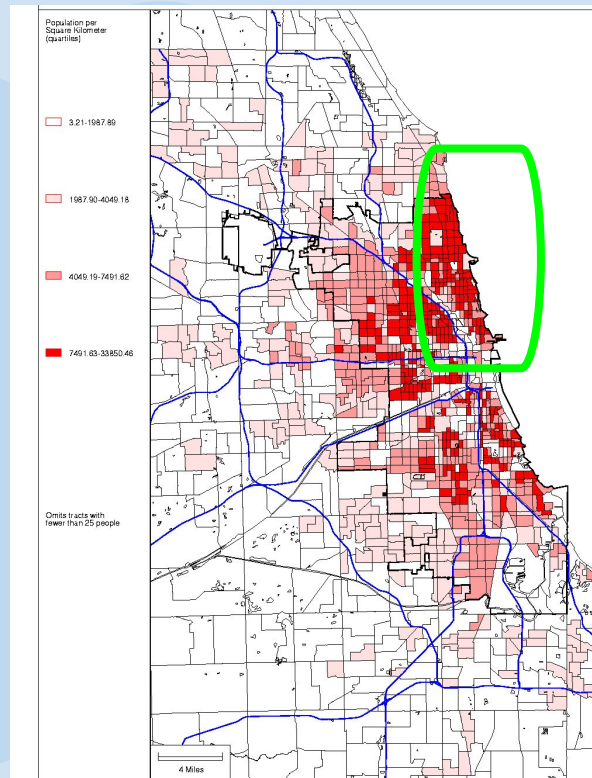 Population per
Square Kilometer
(quartiles)
3.21-1987.89
1987.90-4049.18
4049.19-7491.62
7491.63-33850.46
Omits tracts with
fewer than 25 people
4 Miles